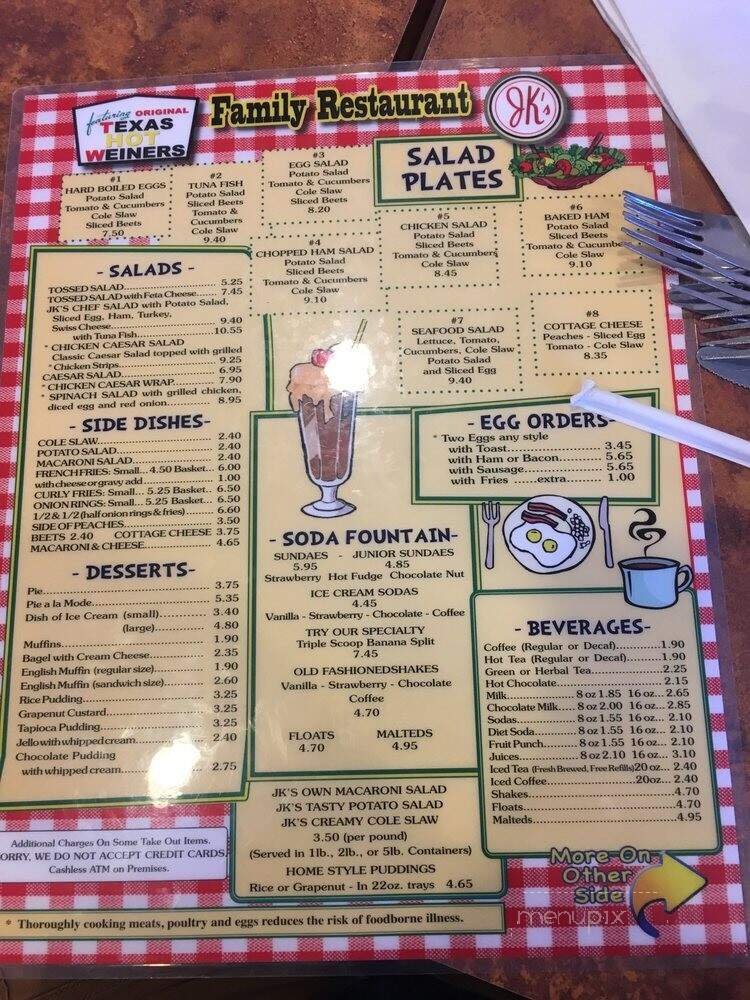 featuring ORIGINAL
TEXAS
HOT
WEINERS
Family Restaurant
JK's
#1
HARD BOILED EGGS
Potato Salad
Tomato & Cucumbers
Cole Slaw
Sliced Beets
7.50
#2
TUNA FISH
Potato Salad
Sliced Beets
Tomato &
Cucumbers
Cole Slaw
9.40
#3
EGG SALAD
Potato Salad
Tomato & Cucumbers
Cole Slaw
Sliced Beets
8.20
SALAD
PLATES
#4
CHOPPED HAM SALAD
Potato Salad
Sliced Beets
Tomato & Cucumbers
Cole Slaw
9.10
#5
CHICKEN SALAD
Potato Salad
Sliced Beets
Tomato & Cucumbers
Cole Slaw
8.45
#6
BAKED HAM
Potato Salad
Sliced Beets
Tomato & Cucumbe
Cole Slaw
9.10
#7
SEAFOOD SALAD
Lettuce, Tomato,
Cucumbers, Cole Slaw
Potato Salad
and Sliced Egg
9.40
#8
COTTAGE CHEESE
Peaches - Sliced Egg
Tomato - Cole Slaw
8.35
- SALADS -
TOSSED SALAD........ 5.25
TOSSED SALAD with Feta Cheese..... 7.45
JK'S CHEF SALAD with Potato Salad,
Sliced Egg, Ham, Turkey,
Swiss Cheese........ 9.40
with Tuna Fish........ 10.55
* CHICKEN CAESAR SALAD
Classic Caesar Salad topped with grilled
* Chicken Strips........ 9.25
CAESAR SALAD........ 6.95
* CHICKEN CAESAR WRAP........ 7.90
* SPINACH SALAD with grilled chicken,
diced egg and red onion........ 8.95
- SIDE DISHES-
COLE SLAW........ 2.40
POTATO SALAD........ 2.40
MACARONI SALAD........ 2.40
FRENCH FRIES: Small... 4.50 Basket... 6.00
with cheese or gravy add........ 1.00
CURLY FRIES: Small... 5.25 Basket.. 6.50
ONION RINGS: Small... 5.25 Basket.. 6.50
1/2 & 1/2 (half onion rings & fries)........ 6.60
SIDE OF PEACHES........ 3.50
BEETS 2.40 COTTAGE CHEESE 3.75
MACARONI & CHEESE........ 4.65
- DESSERTS-
Pie........ 3.75
Pie a la Mode........ 5.35
Dish of Ice Cream (small)........ 3.40
(large)........ 4.80
Muffins........ 1.90
Bagel with Cream Cheese........ 2.35
English Muffin (regular size)........ 1.90
English Muffin (sandwich size)........ 2.60
Rice Pudding........ 3.25
Grapenut Custard........ 3.25
Tapioca Pudding........ 3.25
Jello with whipped cream........ 2.40
Chocolate Pudding
with whipped cream........ 2.75
- EGG ORDERS-
* Two Eggs any style
with Toast........ 3.45
with Ham or Bacon........ 5.65
with Sausage........ 5.65
with Fries ......extra........ 1.00
- SODA FOUNTAIN-
SUNDAES - JUNIOR SUNDAES
5.95 4.85
Strawberry Hot Fudge Chocolate Nut
ICE CREAM SODAS
4.45
Vanilla - Strawberry - Chocolate - Coffee
TRY OUR SPECIALTY
Triple Scoop Banana Split
7.45
OLD FASHIONEDSHAKES
Vanilla - Strawberry - Chocolate
Coffee
4.70
FLOATS MALTEDS
4.70 4.95
- BEVERAGES-
Coffee (Regular or Decaf)........1.90
Hot Tea (Regular or Decaf)........1.90
Green or Herbal Tea........2.25
Hot Chocolate........2.15
Milk........ 8 oz 1.85 16 oz... 2.65
Chocolate Milk..... 8 oz 2.00 16 oz... 2.85
Sodas........ 8 oz 1.55 16 oz... 2.10
Diet Soda........ 8 oz 1.55 16 oz... 2.10
Fruit Punch........ 8 oz 1.55 16 oz... 2.10
Juices........ 8 oz 2.10 16 oz... 3.10
Iced Tea (Fresh Brewed, Free Refills)20 oz... 2.40
Iced Coffee........20oz... 2.40
Shakes........4.70
Floats........4.70
Malteds........4.95
JK'S OWN MACARONI SALAD
JK'S TASTY POTATO SALAD
JK'S CREAMY COLE SLAW
3.50 (per pound)
(Served in 1lb., 2lb., or 5lb. Containers)
HOME STYLE PUDDINGS
Rice or Grapenut - In 22oz. trays 4.65
Additional Charges On Some Take Out Items.
ORRY, WE DO NOT ACCEPT CREDIT CARDS.
Cashless ATM on Premises.
More On
Other
Side
menupix
* Thoroughly cooking meats, poultry and eggs reduces the risk of foodborne illness.